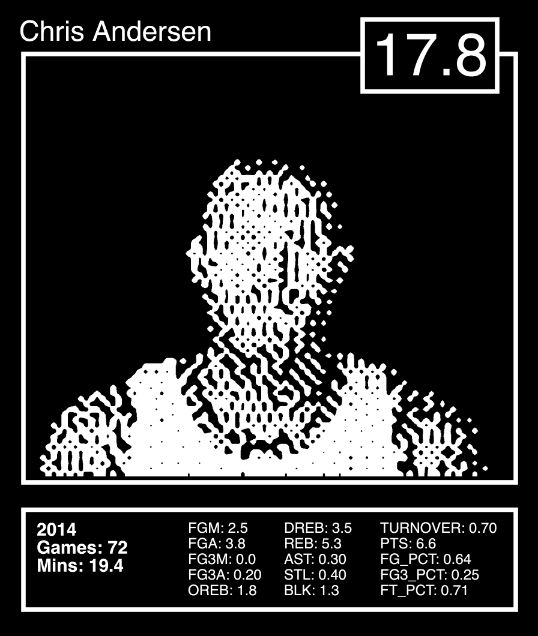 Chris Andersen
17.8
2014
Games: 72
Mins: 19.4
FGM: 2.5
FGA: 3.8
FG3M: 0.0
FG3A: 0.20
OREB: 1.8
DREB: 3.5
REB: 5.3
AST: 0.30
STL: 0.40
BLK: 1.3
TURNOVER: 0.70
PTS: 6.6
FG_PCT: 0.64
FG3_PCT: 0.25
FT_PCT: 0.71